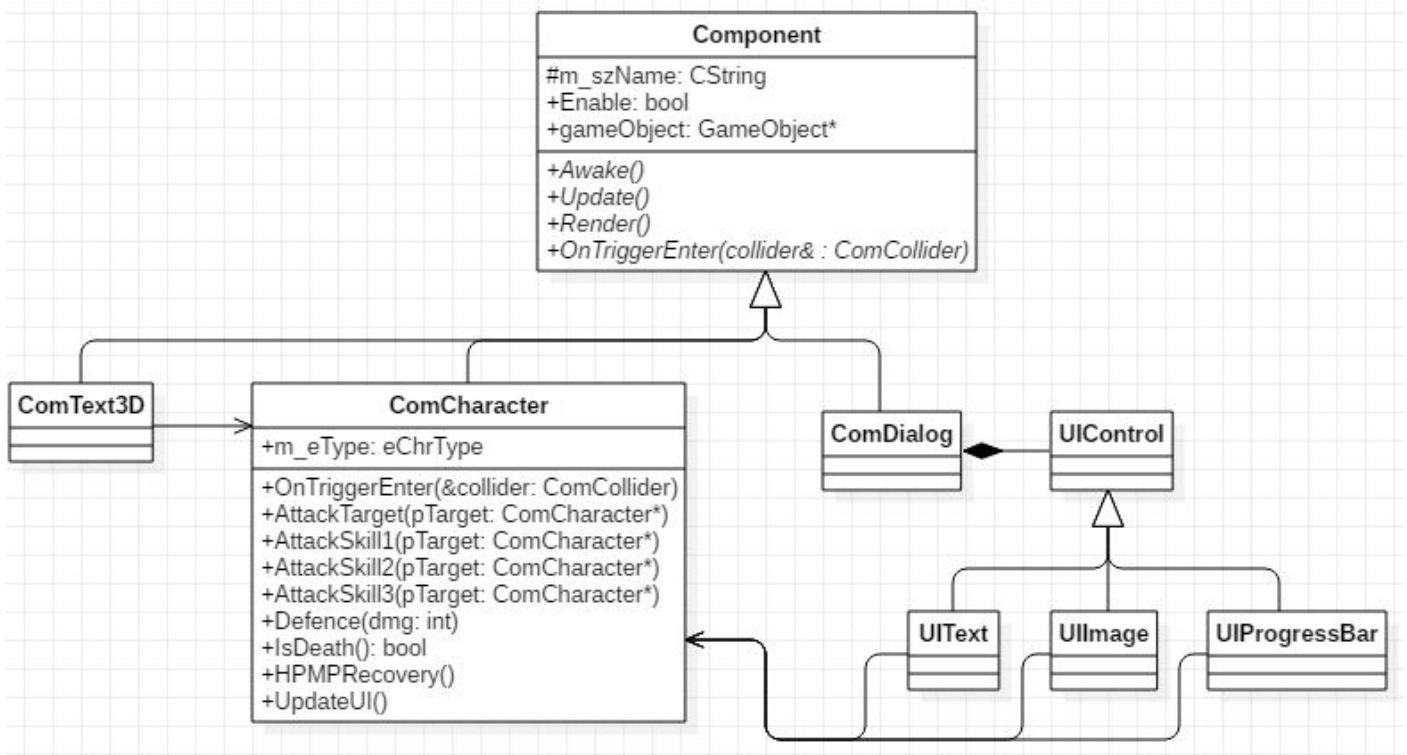 Component
#m_szName: CString
+Enable: bool
+gameObject: GameObject*
+Awake()
+Update()
+Render()
+OnTriggerEnter(collider& : ComCollider)
ComText3D
ComCharacter
+m_eType: eChrType
+OnTriggerEnter(&collider: ComCollider)
+AttackTarget(pTarget: ComCharacter*)
+AttackSkill1(pTarget: ComCharacter*)
+AttackSkill2(pTarget: ComCharacter*)
+AttackSkill3(pTarget: ComCharacter*)
+Defence(dmg: int)
+IsDeath(): bool
+HPMPRecovery()
+UpdateUI()
ComDialog
UIControl
UIText
UIImage
UIProgressBar